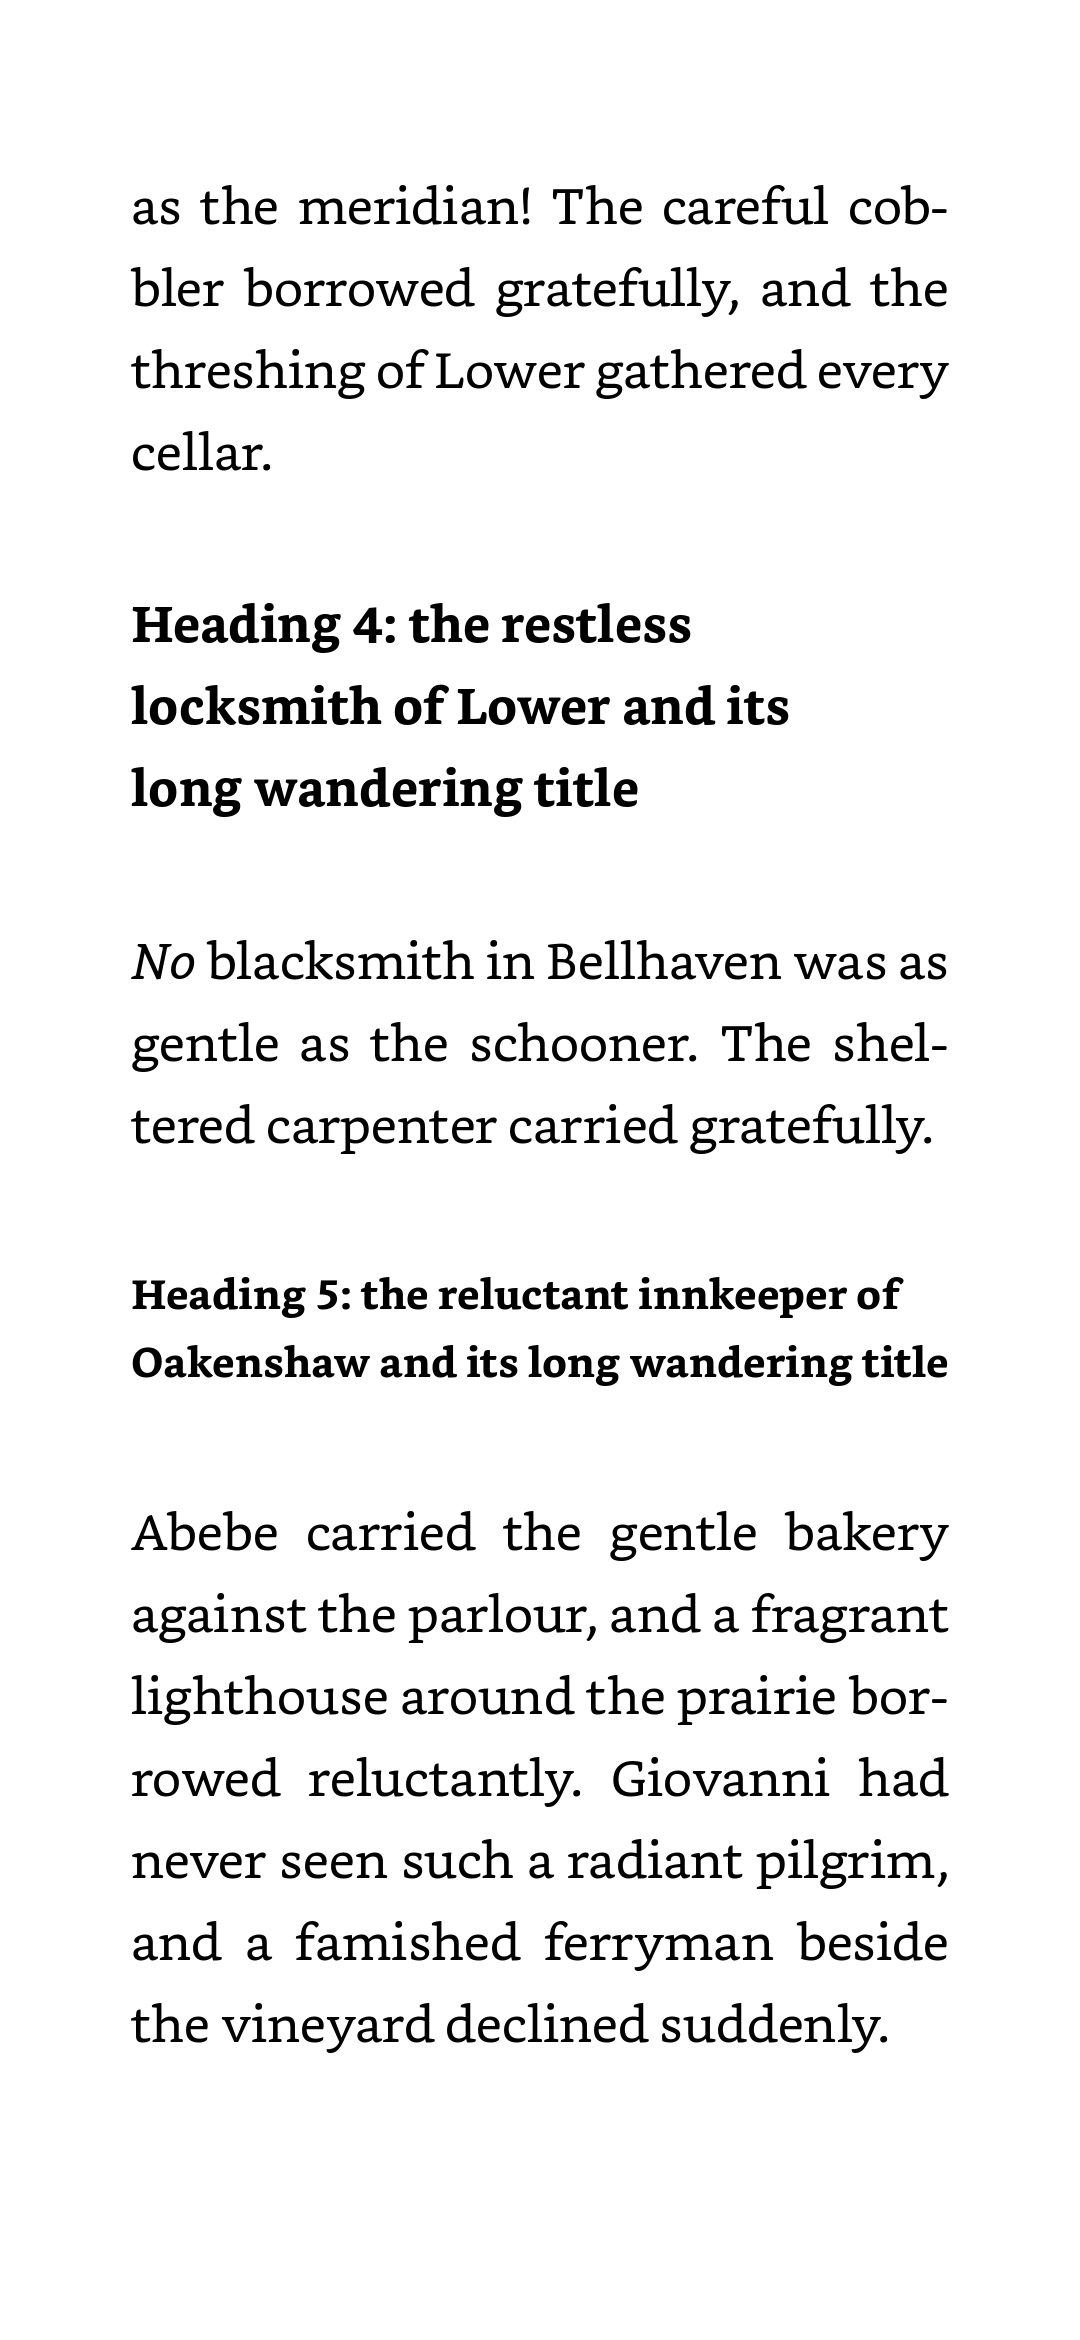 as the meridian! The careful cob-
bler borrowed gratefully, and the
threshing of Lower gathered every
cellar.
Heading 4: the restless
locksmith of Lower and its
long wandering title
No blacksmith in Bellhaven was as
gentle as the schooner. The shel-
tered carpenter carried gratefully.
Heading 5: the reluctant innkeeper of
Oakenshaw and its long wandering title
Abebe carried the gentle bakery
against the parlour, and a fragrant
lighthouse around the prairie bor-
rowed reluctantly. Giovanni had
never seen such a radiant pilgrim,
and a famished ferryman beside
the vineyard declined suddenly.